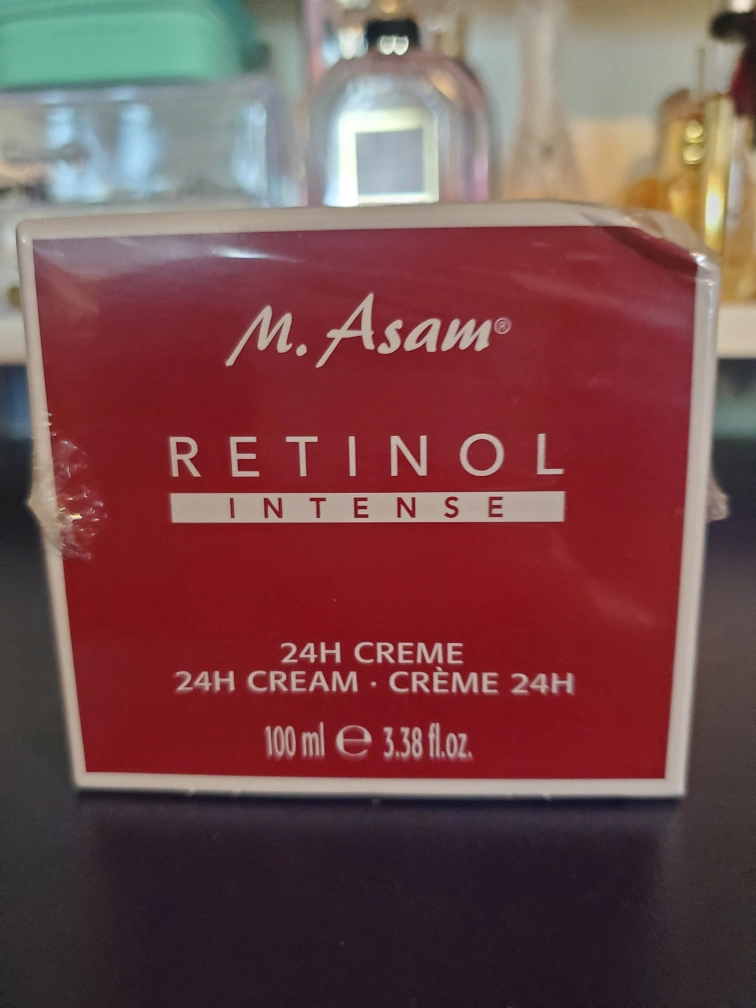 M. Asam®
RETINOL
INTENSE
24H CREME
24H CREAM · CRÈME 24H
100 ml ℮ 3.38 fl.oz.